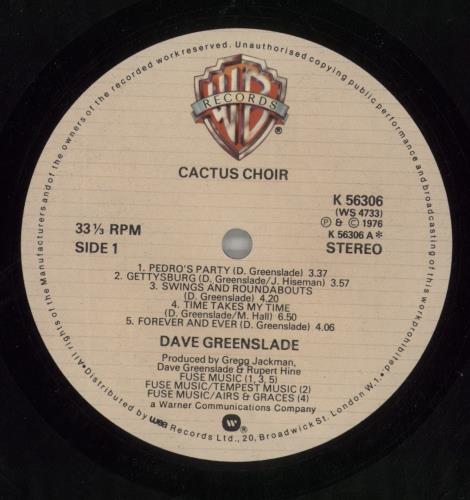 All rights of the Manufacturers and of the owners of the recorded work reserved. Unauthorised copying public performance and broadcasting of this work prohibited.
WB
RECORDS
®
CACTUS CHOIR
K 56306
(WS 4733)
Ⓟ & © 1976
K 56306 A*
STEREO
33⅓ RPM
SIDE 1
1. PEDRO'S PARTY (D. Greenslade) 3.37
2. GETTYSBURG (D. Greenslade/J. Hiseman) 3.57
3. SWINGS AND ROUNDABOUTS
(D. Greenslade) 4.20
4. TIME TAKES MY TIME
(D. Greenslade/M. Hall) 6.50
5. FOREVER AND EVER (D. Greenslade) 4.06
DAVE GREENSLADE
Produced by Gregg Jackman,
Dave Greenslade & Rupert Hine
FUSE MUSIC (1, 3, 5)
FUSE MUSIC/TEMPEST MUSIC (2)
FUSE MUSIC/AIRS & GRACES (4)
a Warner Communications Company
W
®
•Distributed by wea Records Ltd., 20, Broadwick St. London W.1.•